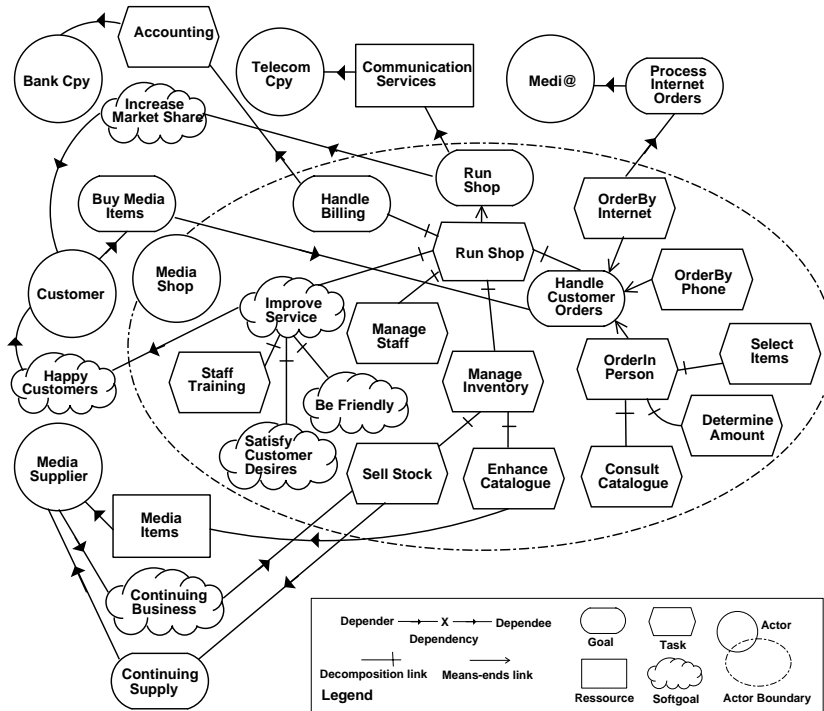 Accounting
Bank Cpy
Telecom
Cpy
Communication
Services
Medi@
Process
Internet
Orders
Increase
Market Share
Run
Shop
Handle
Billing
OrderBy
Internet
Buy Media
Items
Run Shop
Media
Shop
Customer
Improve
Service
Handle
Customer
Orders
OrderBy
Phone
Manage
Staff
Select
Items
Happy
Customers
Staff
Training
Manage
Inventory
OrderIn
Person
Be Friendly
Determine
Amount
Satisfy
Customer
Desires
Media
Supplier
Sell Stock
Enhance
Catalogue
Consult
Catalogue
Media
Items
Continuing
Business
Continuing
Supply
Depender
X
Dependee
Dependency
Decomposition link
Means-ends link
Legend
Goal
Task
Actor
Ressource
Softgoal
Actor Boundary